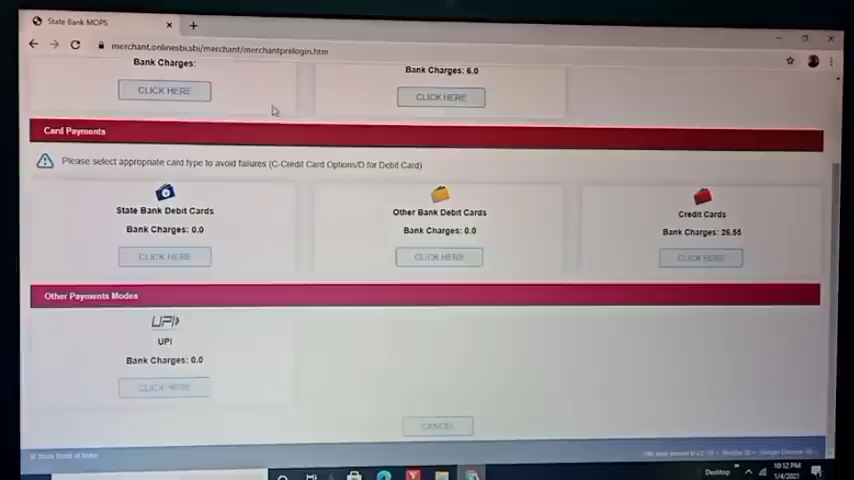 State Bank MOPS
merchant.onlinesbi.sbi/merchant/merchantprelogin.htm
Bank Charges:
Bank Charges: 6.0
CLICK HERE
CLICK HERE
Card Payments
Please select appropriate card type to avoid failures (C-Credit Card Options/D for Debit Card)
State Bank Debit Cards
Other Bank Debit Cards
Credit Cards
Bank Charges: 0.0
Bank Charges: 0.0
Bank Charges: 26.55
CLICK HERE
CLICK HERE
CLICK HERE
Other Payments Modes
UPI
UPI
Bank Charges: 0.0
CLICK HERE
CANCEL
© State Bank of India
Desktop
10:12 PM
1/4/2021